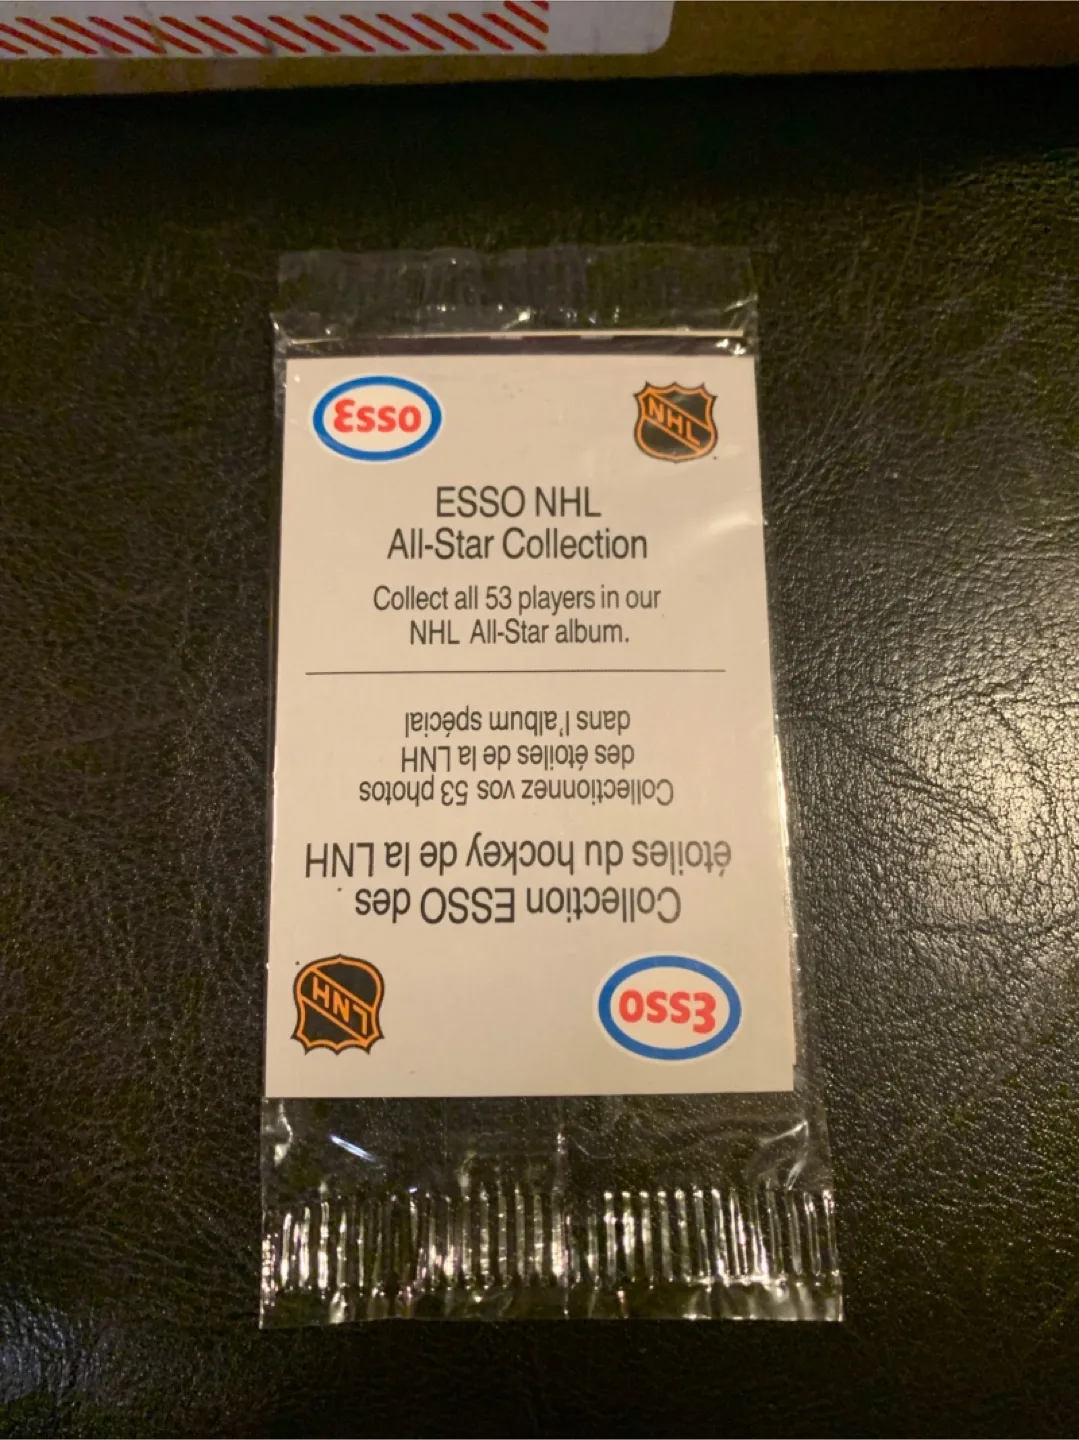 Esso
NHL
ESSO NHL
All-Star Collection
Collect all 53 players in our
NHL All-Star album.
Collection ESSO des
étoiles du hockey de la LNH
Collectionnez vos 53 photos
des étoiles de la LNH
dans l'album spécial
Esso
LNH